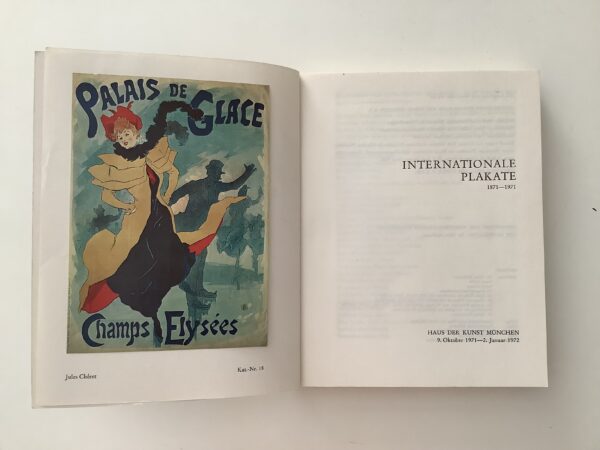 PALAIS DE
GLACE
Champs Elysées
Jules Chéret
Kat.-Nr. 15
INTERNATIONALE
PLAKATE
1871—1971
HAUS DER KUNST MÜNCHEN
9. Oktober 1971—2. Januar 1972